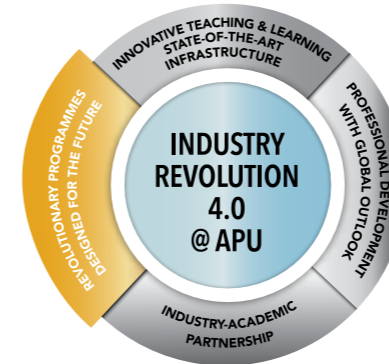 INNOVATIVE TEACHING & LEARNING
STATE-OF-THE-ART
INFRASTRUCTURE
PROFESSIONAL DEVELOPMENT
WITH GLOBAL OUTLOOK
INDUSTRY-ACADEMIC
PARTNERSHIP
REVOLUTIONARY PROGRAMMES
DESIGNED FOR THE FUTURE
INDUSTRY
REVOLUTION
4.0
@ APU